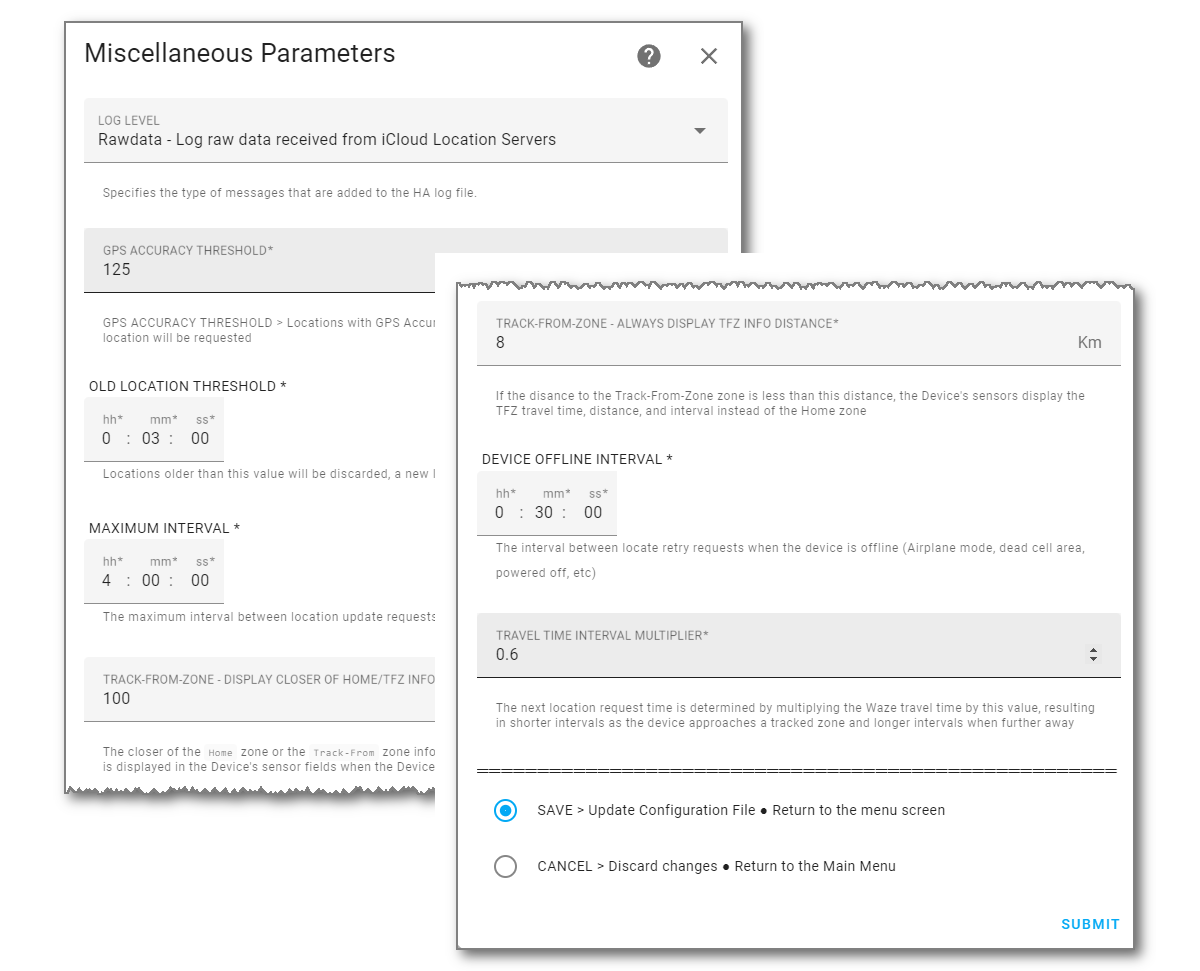 Miscellaneous Parameters
LOG LEVEL
Rawdata - Log raw data received from iCloud Location Servers
Specifies the type of messages that are added to the HA log file.
GPS ACCURACY THRESHOLD*
125
GPS ACCURACY THRESHOLD > Locations with GPS Accur
location will be requested
OLD LOCATION THRESHOLD *
hh* mm* ss*
0 : 03 : 00
Locations older than this value will be discarded, a new
MAXIMUM INTERVAL *
hh* mm* ss*
4 : 00 : 00
The maximum interval between location update requests
TRACK-FROM-ZONE - DISPLAY CLOSER OF HOME/TFZ INFO
100
The closer of the Home zone or the Track-From zone info
is displayed in the Device's sensor fields when the Device
TRACK-FROM-ZONE - ALWAYS DISPLAY TFZ INFO DISTANCE*
8 Km
If the disance to the Track-From-Zone zone is less than this distance, the Device's sensors display the
TFZ travel time, distance, and interval instead of the Home zone
DEVICE OFFLINE INTERVAL *
hh* mm* ss*
0 : 30 : 00
The interval between locate retry requests when the device is offline (Airplane mode, dead cell area,
powered off, etc)
TRAVEL TIME INTERVAL MULTIPLIER*
0.6
The next location request time is determined by multiplying the Waze travel time by this value, resulting
in shorter intervals as the device approaches a tracked zone and longer intervals when further away
SAVE > Update Configuration File ● Return to the menu screen
CANCEL > Discard changes ● Return to the Main Menu
SUBMIT